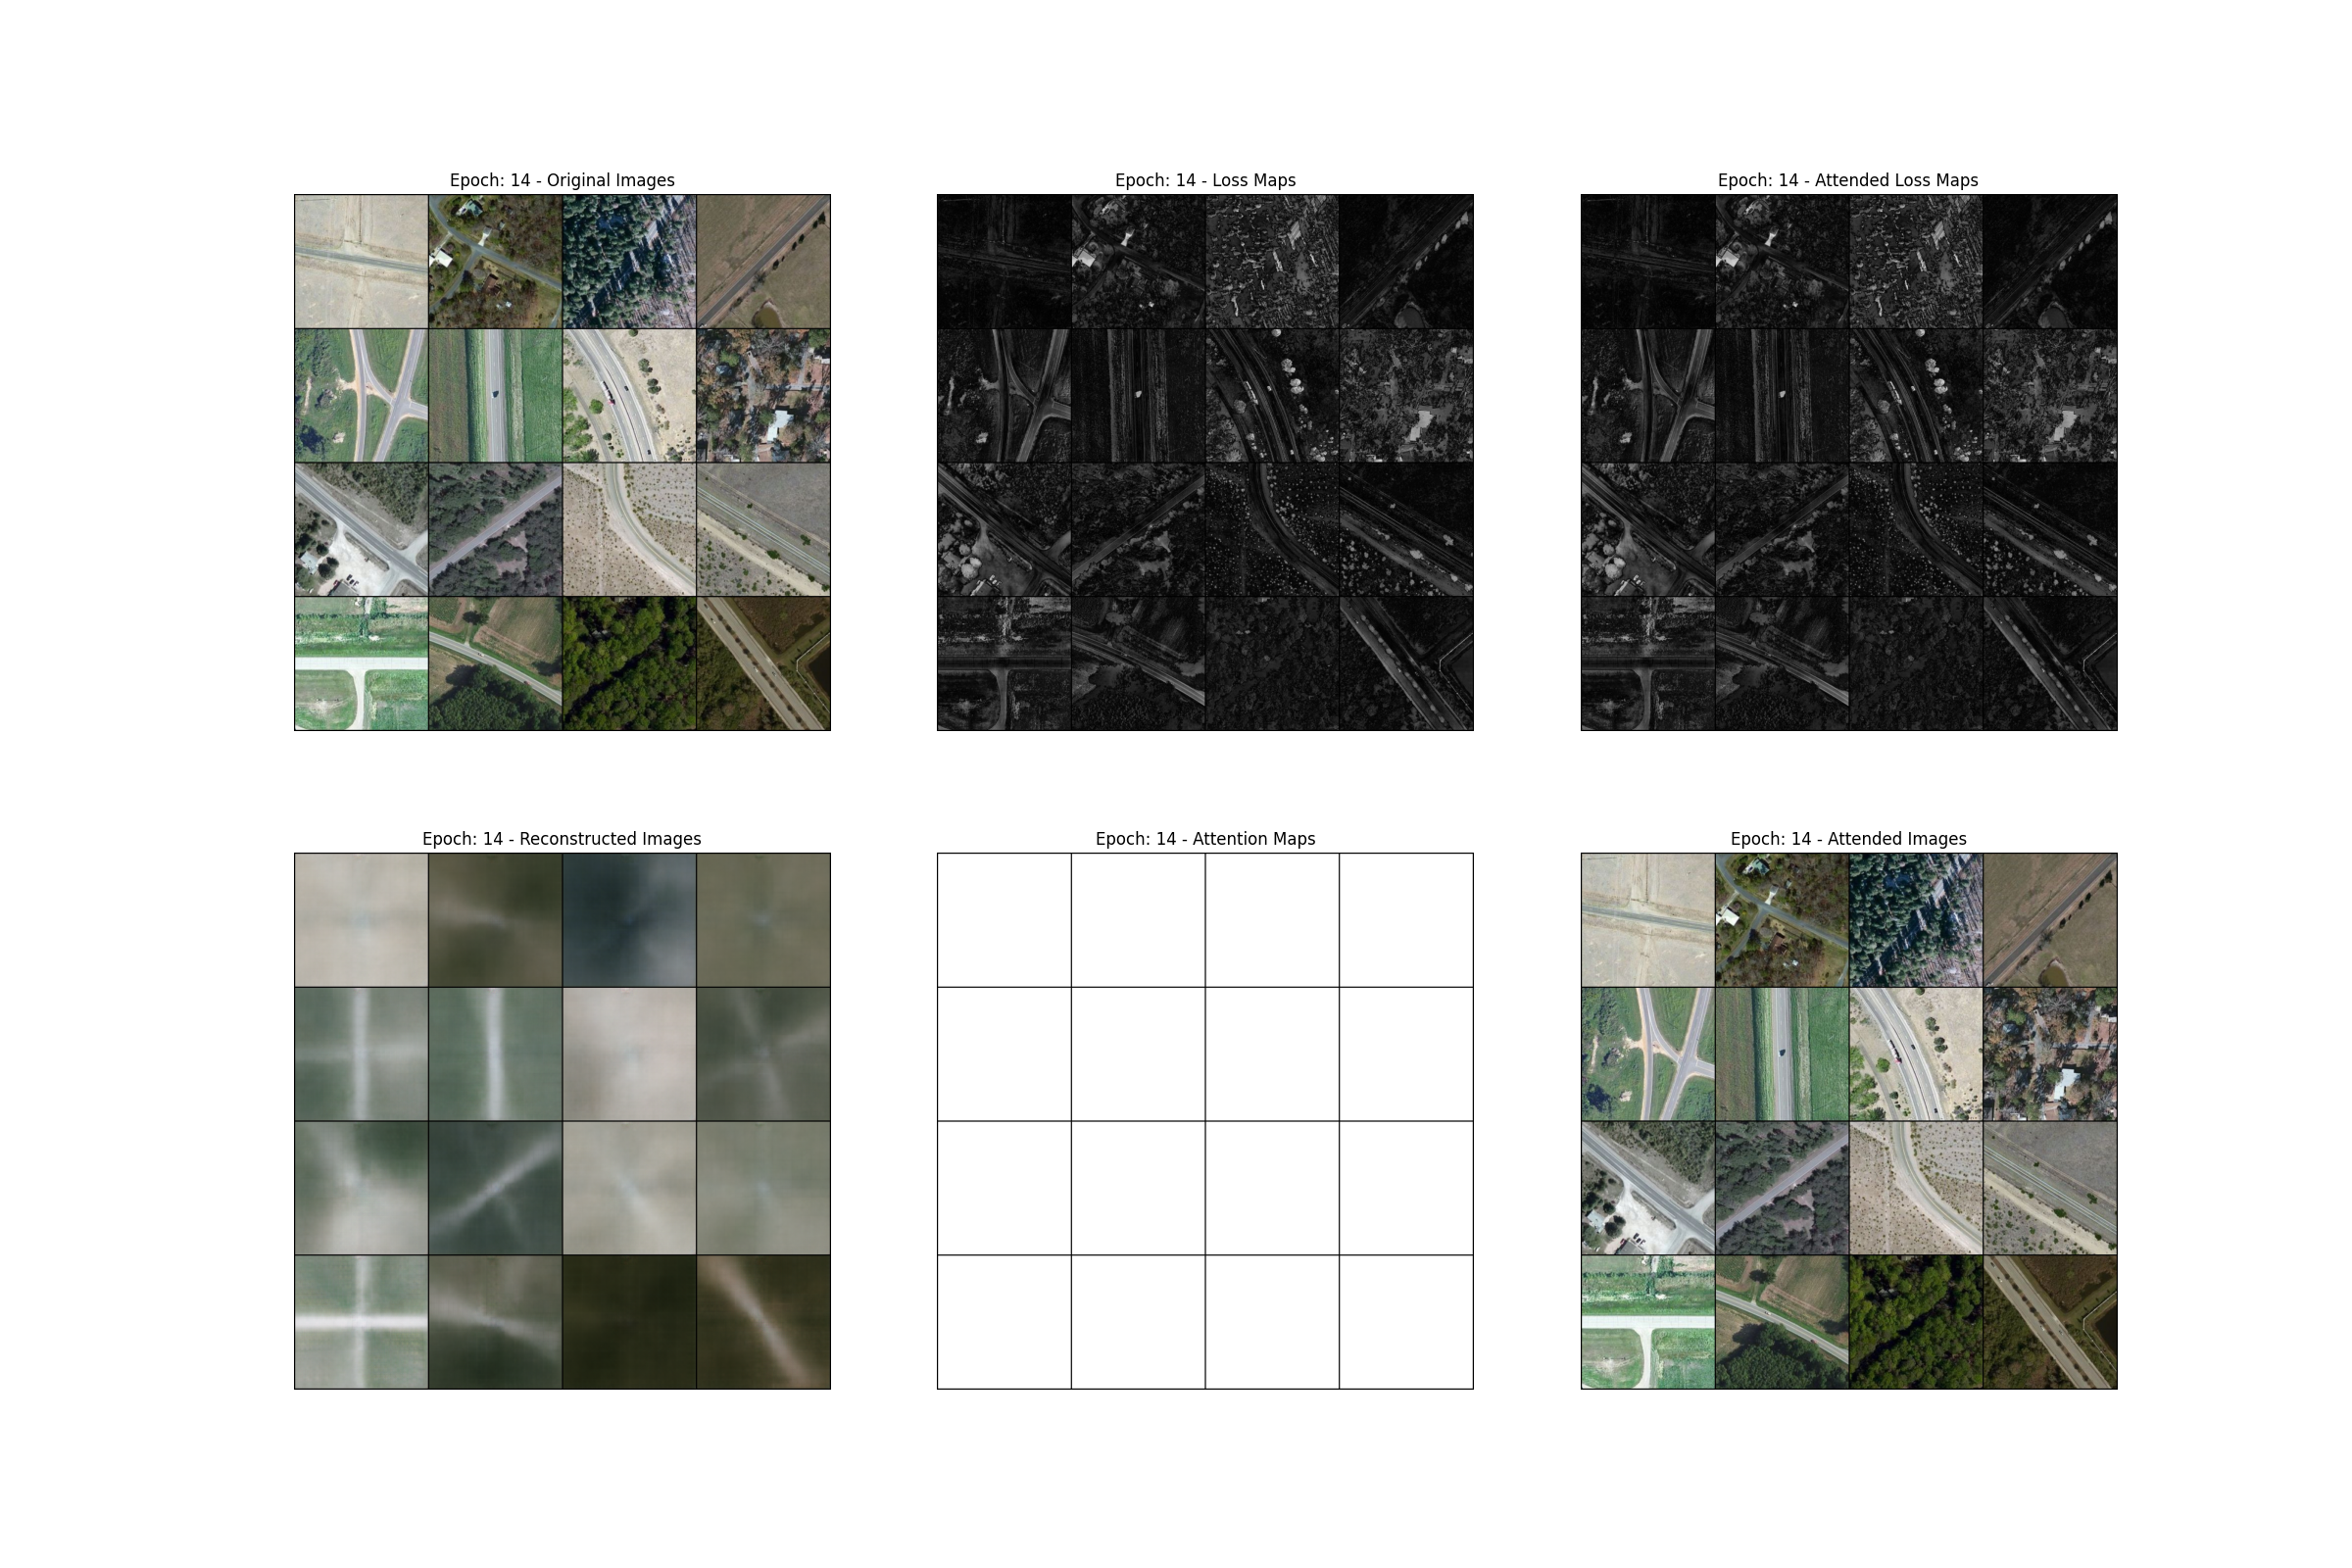 Epoch: 14 - Original Images
Epoch: 14 - Loss Maps
Epoch: 14 - Attended Loss Maps
Epoch: 14 - Reconstructed Images
Epoch: 14 - Attention Maps
Epoch: 14 - Attended Images